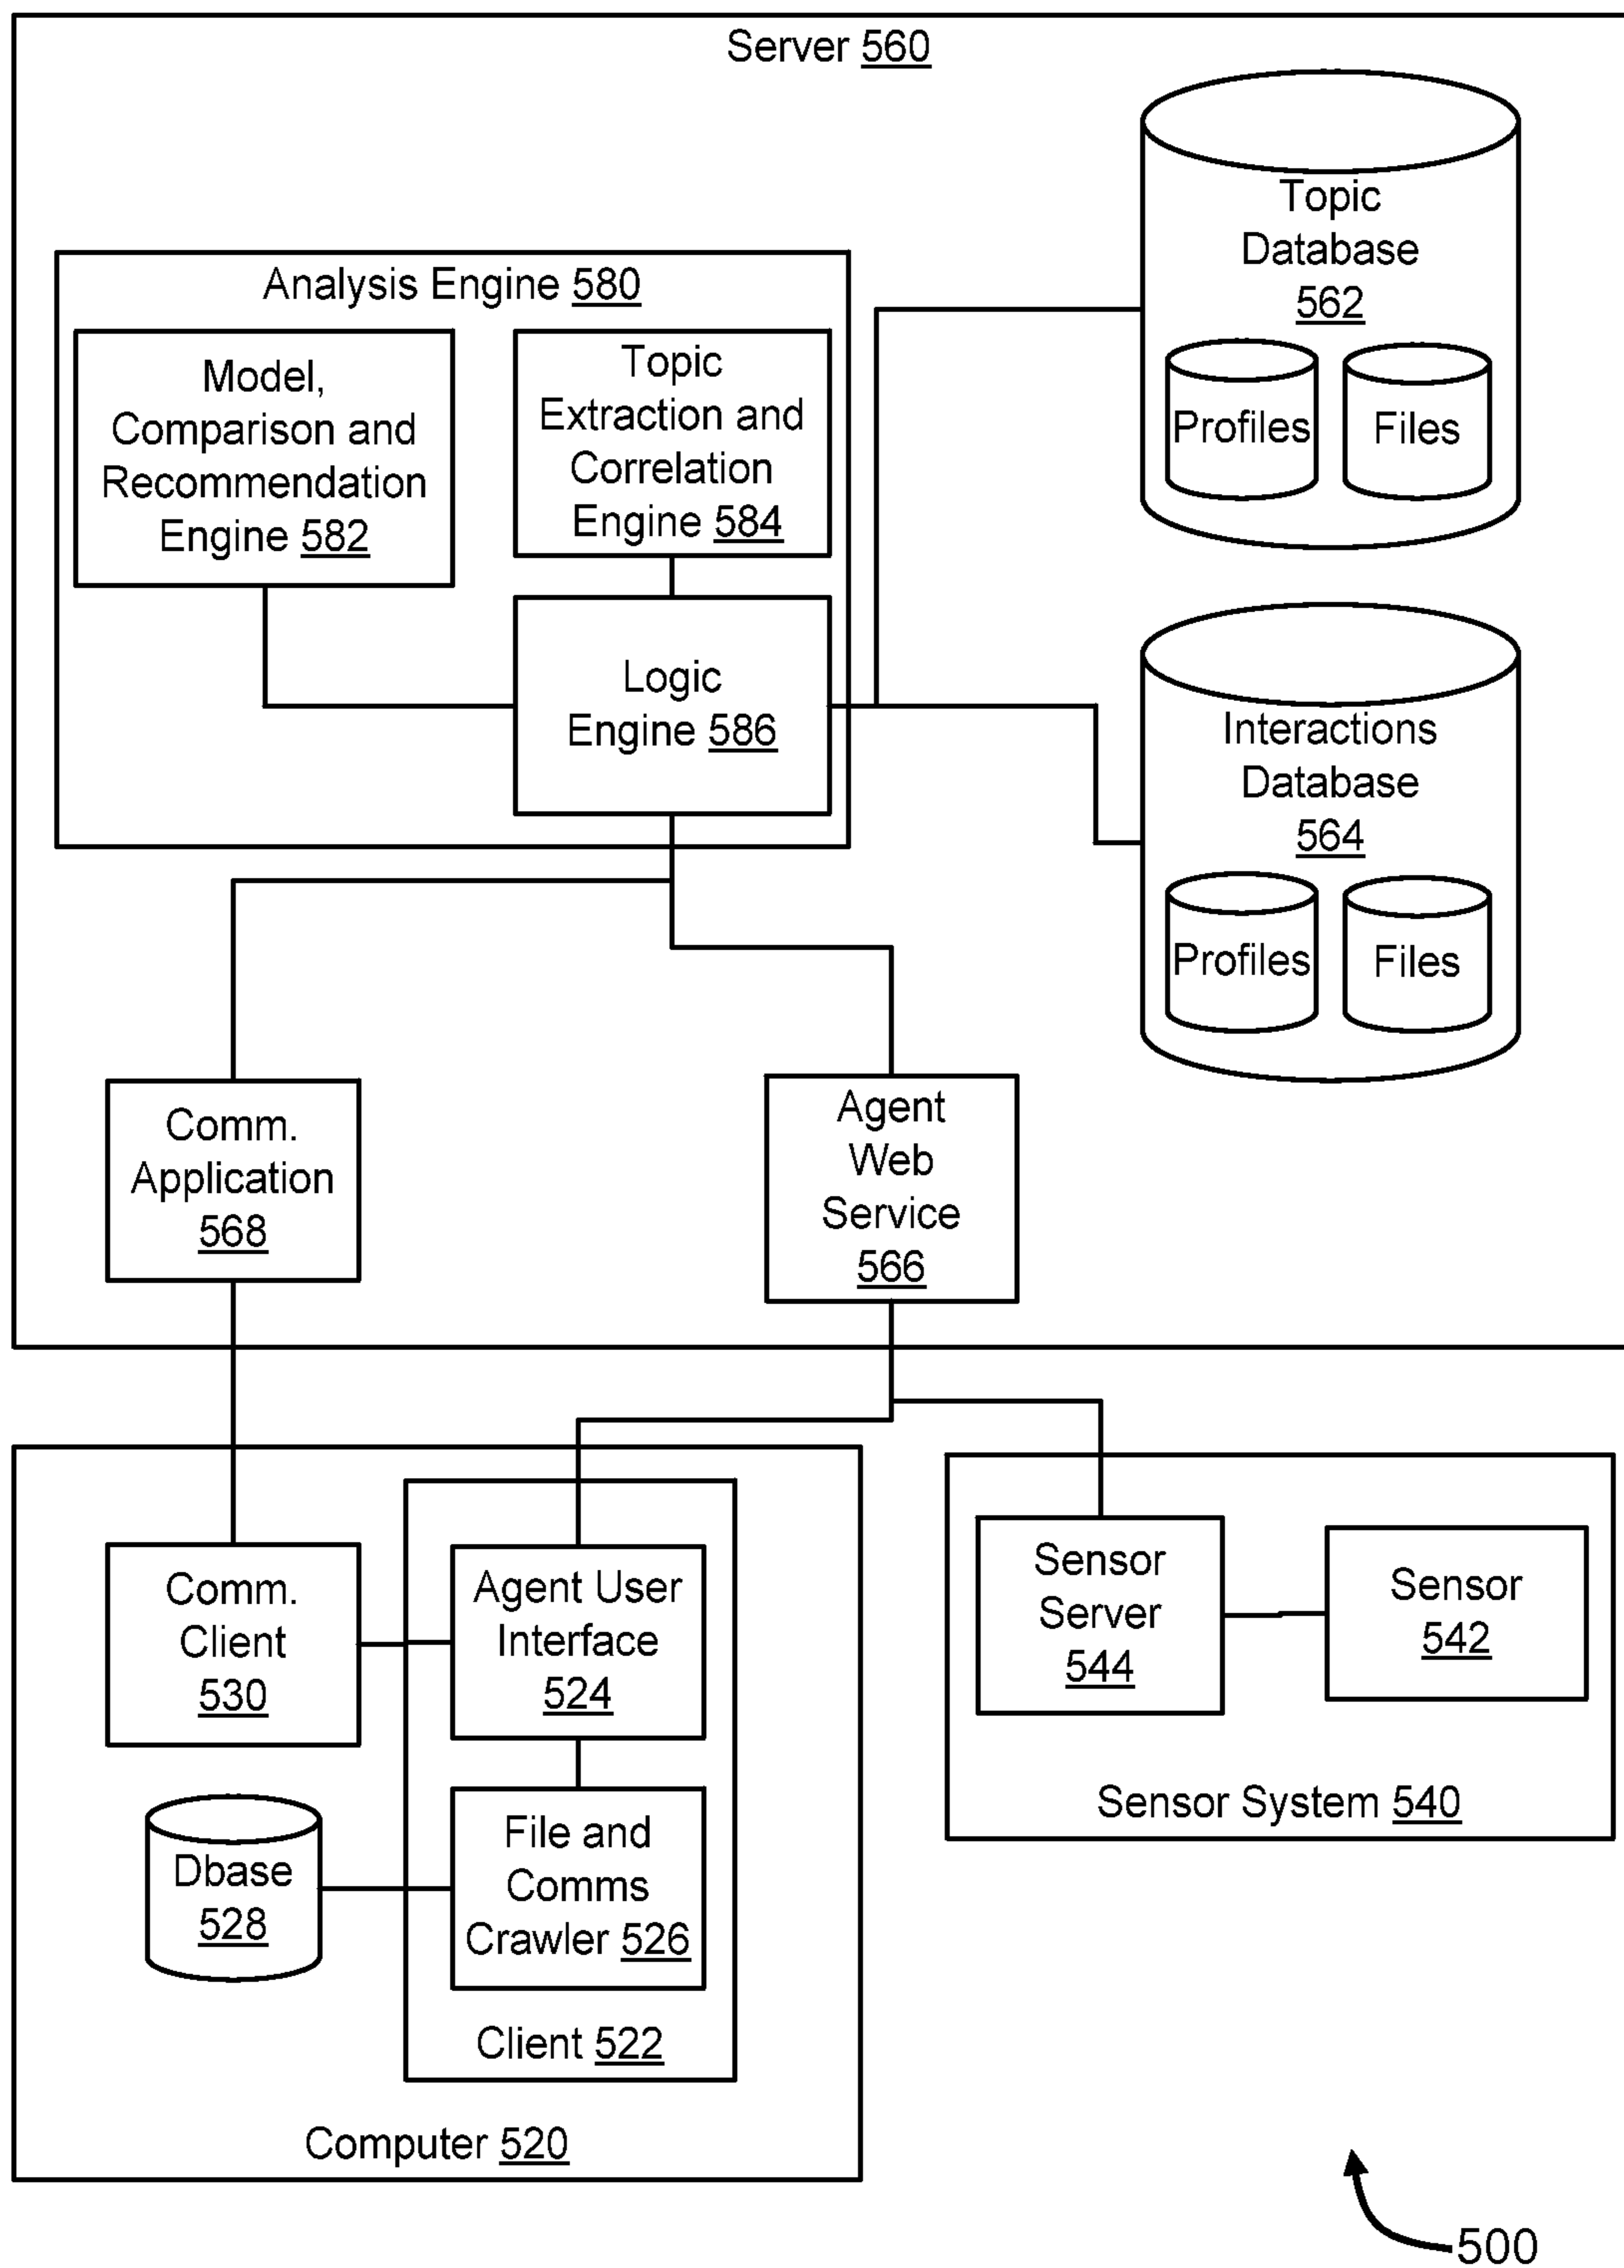 Server 560
Topic
Database
562
Profiles
Files
Analysis Engine 580
Model,
Comparison and
Recommendation
Engine 582
Topic
Extraction and
Correlation
Engine 584
Logic
Engine 586
Interactions
Database
564
Profiles
Files
Comm.
Application
568
Agent
Web
Service
566
Comm.
Client
530
Agent User
Interface
524
Sensor
Server
544
Sensor
542
Sensor System 540
Dbase
528
File and
Comms
Crawler 526
Client 522
Computer 520
500